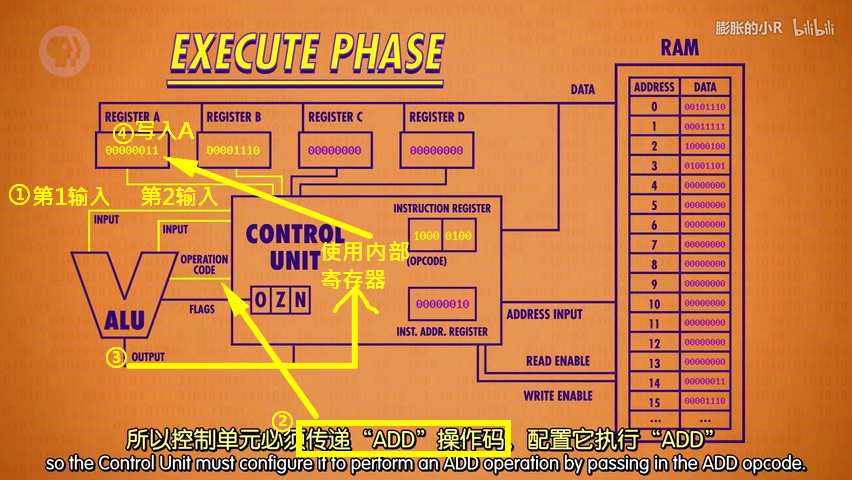 膨胀的小R bilibili
EXECUTE PHASE
RAM
DATA
REGISTER A
REGISTER B
REGISTER C
REGISTER D
④写入A
00000011
00001110
00000000
00000000
①第1输入
第2输入
INPUT
INPUT
OPERATION
CODE
FLAGS
ALU
③
OUTPUT
CONTROL
UNIT
使用内部
寄存器
O Z N
INSTRUCTION REGISTER
1000 0100
(OPCODE)
00000010
INST. ADDR. REGISTER
ADDRESS INPUT
READ ENABLE
WRITE ENABLE
ADDRESS DATA
0 00101110
1 00011111
2 10000100
3 01001101
4 00000000
5 00000000
6 00000000
7 00000000
8 00000000
9 00000000
10 00000000
11 00000000
12 00000000
13 00000000
14 00000011
15 00001110
... ...
②
所以控制单元必须传递“ADD”操作码，配置它执行“ADD”
so the Control Unit must configure it to perform an ADD operation by passing in the ADD opcode.